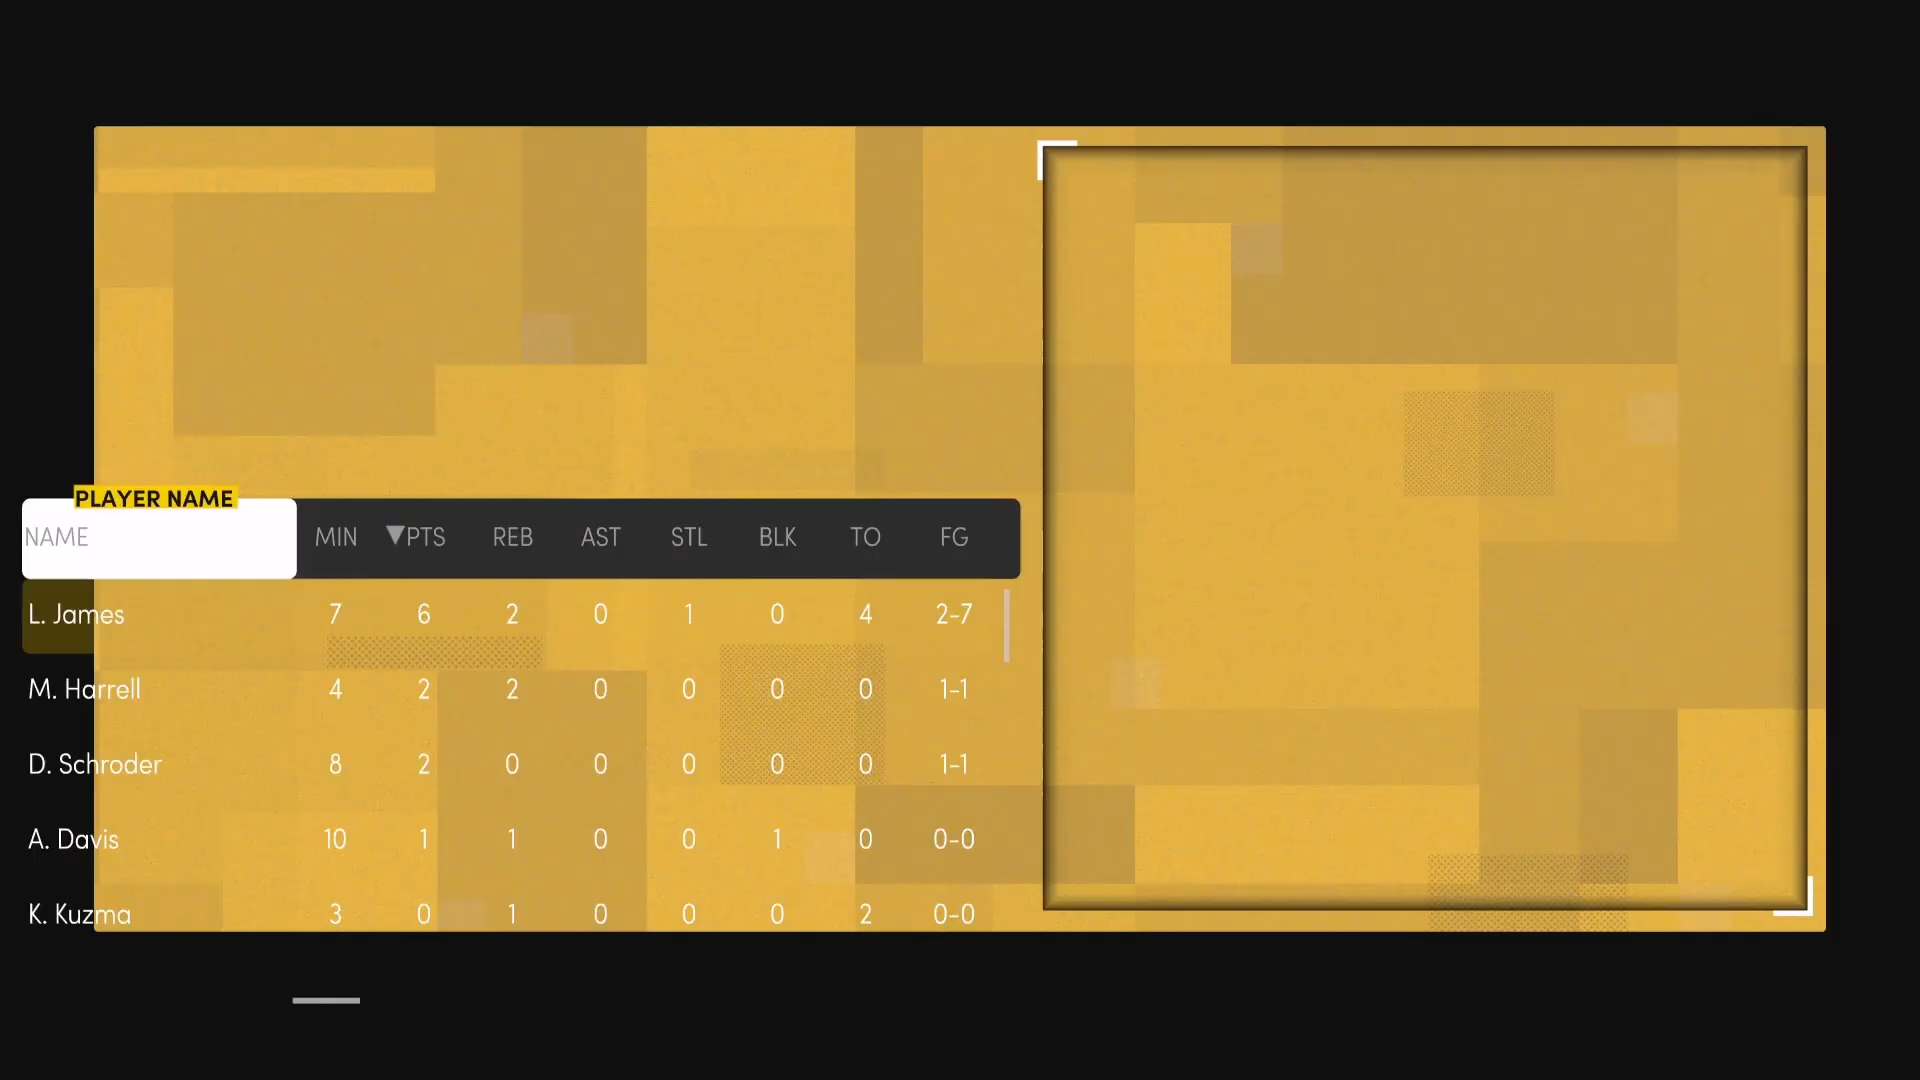 PLAYER NAME
NAME MIN ▼PTS REB AST STL BLK TO FG
L. James 7 6 2 0 1 0 4 2-7
M. Harrell 4 2 2 0 0 0 0 1-1
D. Schroder 8 2 0 0 0 0 0 1-1
A. Davis 10 1 1 0 0 1 0 0-0
K. Kuzma 3 0 1 0 0 0 2 0-0